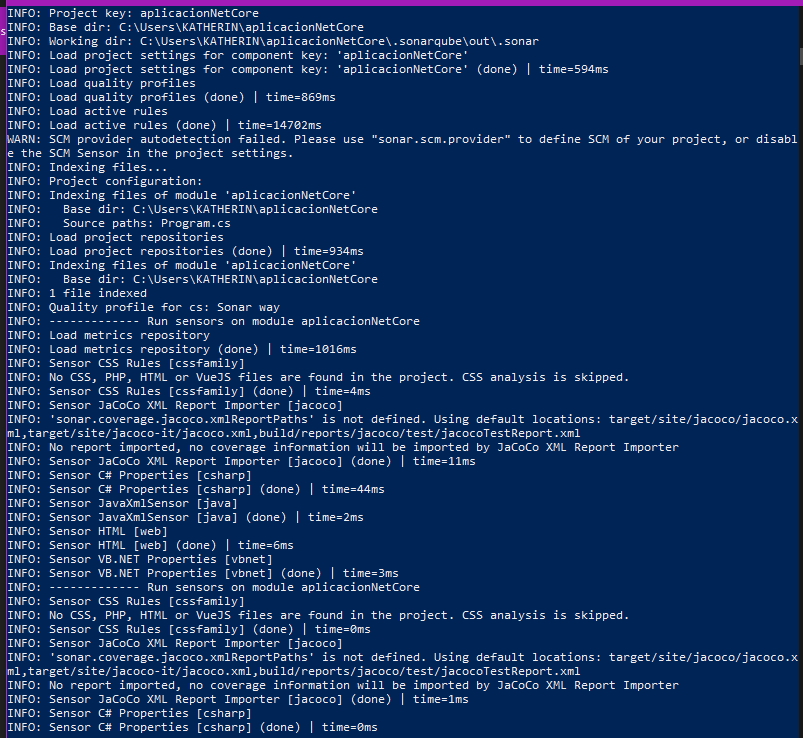 INFO: Project key: aplicacionNetCore
INFO: Base dir: C:\Users\KATHERIN\aplicacionNetCore
INFO: Working dir: C:\Users\KATHERIN\aplicacionNetCore\.sonarqube\out\.sonar
INFO: Load project settings for component key: 'aplicacionNetCore'
INFO: Load project settings for component key: 'aplicacionNetCore' (done) | time=594ms
INFO: Load quality profiles
INFO: Load quality profiles (done) | time=869ms
INFO: Load active rules
INFO: Load active rules (done) | time=14702ms
WARN: SCM provider autodetection failed. Please use "sonar.scm.provider" to define SCM of your project, or disabl
e the SCM Sensor in the project settings.
INFO: Indexing files...
INFO: Project configuration:
INFO: Indexing files of module 'aplicacionNetCore'
INFO:   Base dir: C:\Users\KATHERIN\aplicacionNetCore
INFO:   Source paths: Program.cs
INFO: Load project repositories
INFO: Load project repositories (done) | time=934ms
INFO: Indexing files of module 'aplicacionNetCore'
INFO:   Base dir: C:\Users\KATHERIN\aplicacionNetCore
INFO: 1 file indexed
INFO: Quality profile for cs: Sonar way
INFO: ------------- Run sensors on module aplicacionNetCore
INFO: Load metrics repository
INFO: Load metrics repository (done) | time=1016ms
INFO: Sensor CSS Rules [cssfamily]
INFO: No CSS, PHP, HTML or VueJS files are found in the project. CSS analysis is skipped.
INFO: Sensor CSS Rules [cssfamily] (done) | time=4ms
INFO: Sensor JaCoCo XML Report Importer [jacoco]
INFO: 'sonar.coverage.jacoco.xmlReportPaths' is not defined. Using default locations: target/site/jacoco/jacoco.x
ml,target/site/jacoco-it/jacoco.xml,build/reports/jacoco/test/jacocoTestReport.xml
INFO: No report imported, no coverage information will be imported by JaCoCo XML Report Importer
INFO: Sensor JaCoCo XML Report Importer [jacoco] (done) | time=11ms
INFO: Sensor C# Properties [csharp]
INFO: Sensor C# Properties [csharp] (done) | time=44ms
INFO: Sensor JavaXmlSensor [java]
INFO: Sensor JavaXmlSensor [java] (done) | time=2ms
INFO: Sensor HTML [web]
INFO: Sensor HTML [web] (done) | time=6ms
INFO: Sensor VB.NET Properties [vbnet]
INFO: Sensor VB.NET Properties [vbnet] (done) | time=3ms
INFO: ------------- Run sensors on module aplicacionNetCore
INFO: Sensor CSS Rules [cssfamily]
INFO: No CSS, PHP, HTML or VueJS files are found in the project. CSS analysis is skipped.
INFO: Sensor CSS Rules [cssfamily] (done) | time=0ms
INFO: Sensor JaCoCo XML Report Importer [jacoco]
INFO: 'sonar.coverage.jacoco.xmlReportPaths' is not defined. Using default locations: target/site/jacoco/jacoco.x
ml,target/site/jacoco-it/jacoco.xml,build/reports/jacoco/test/jacocoTestReport.xml
INFO: No report imported, no coverage information will be imported by JaCoCo XML Report Importer
INFO: Sensor JaCoCo XML Report Importer [jacoco] (done) | time=1ms
INFO: Sensor C# Properties [csharp]
INFO: Sensor C# Properties [csharp] (done) | time=0ms